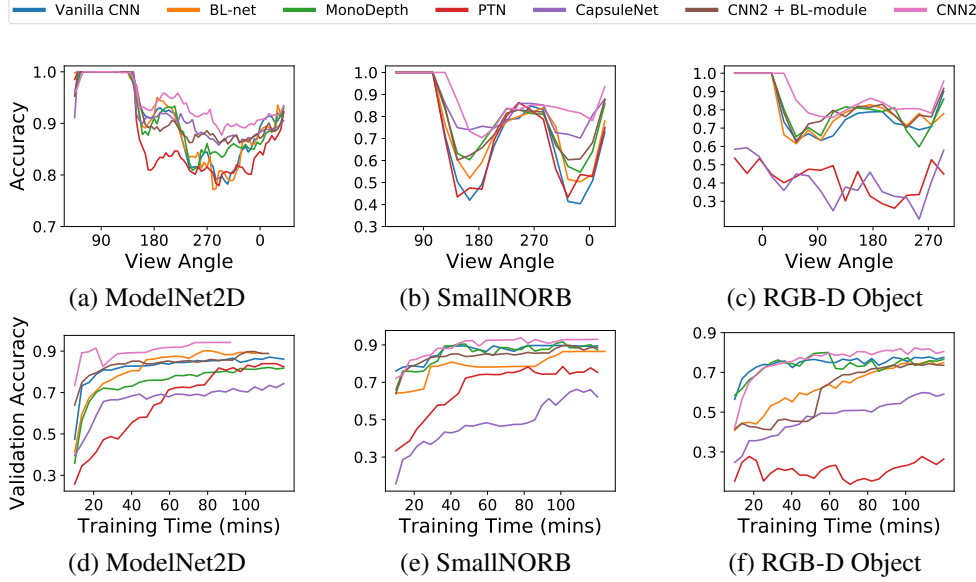 Vanilla CNN BL-net MonoDepth PTN CapsuleNet CNN2 + BL-module CNN2
Accuracy
1.0
0.9
0.8
0.7
90 180 270 0
View Angle
(a) ModelNet2D
1.0
0.9
0.8
0.7
0.6
0.5
0.4
0.3
90 180 270 0
View Angle
(b) SmallNORB
1.0
0.9
0.8
0.7
0.6
0.5
0.4
0.3
0 90 180 270
View Angle
(c) RGB-D Object
Validation Accuracy
0.9
0.7
0.5
0.3
20 40 60 80 100
Training Time (mins)
(d) ModelNet2D
0.9
0.7
0.5
0.3
20 40 60 80 100
Training Time (mins)
(e) SmallNORB
0.9
0.7
0.5
0.3
20 40 60 80 100
Training Time (mins)
(f) RGB-D Object